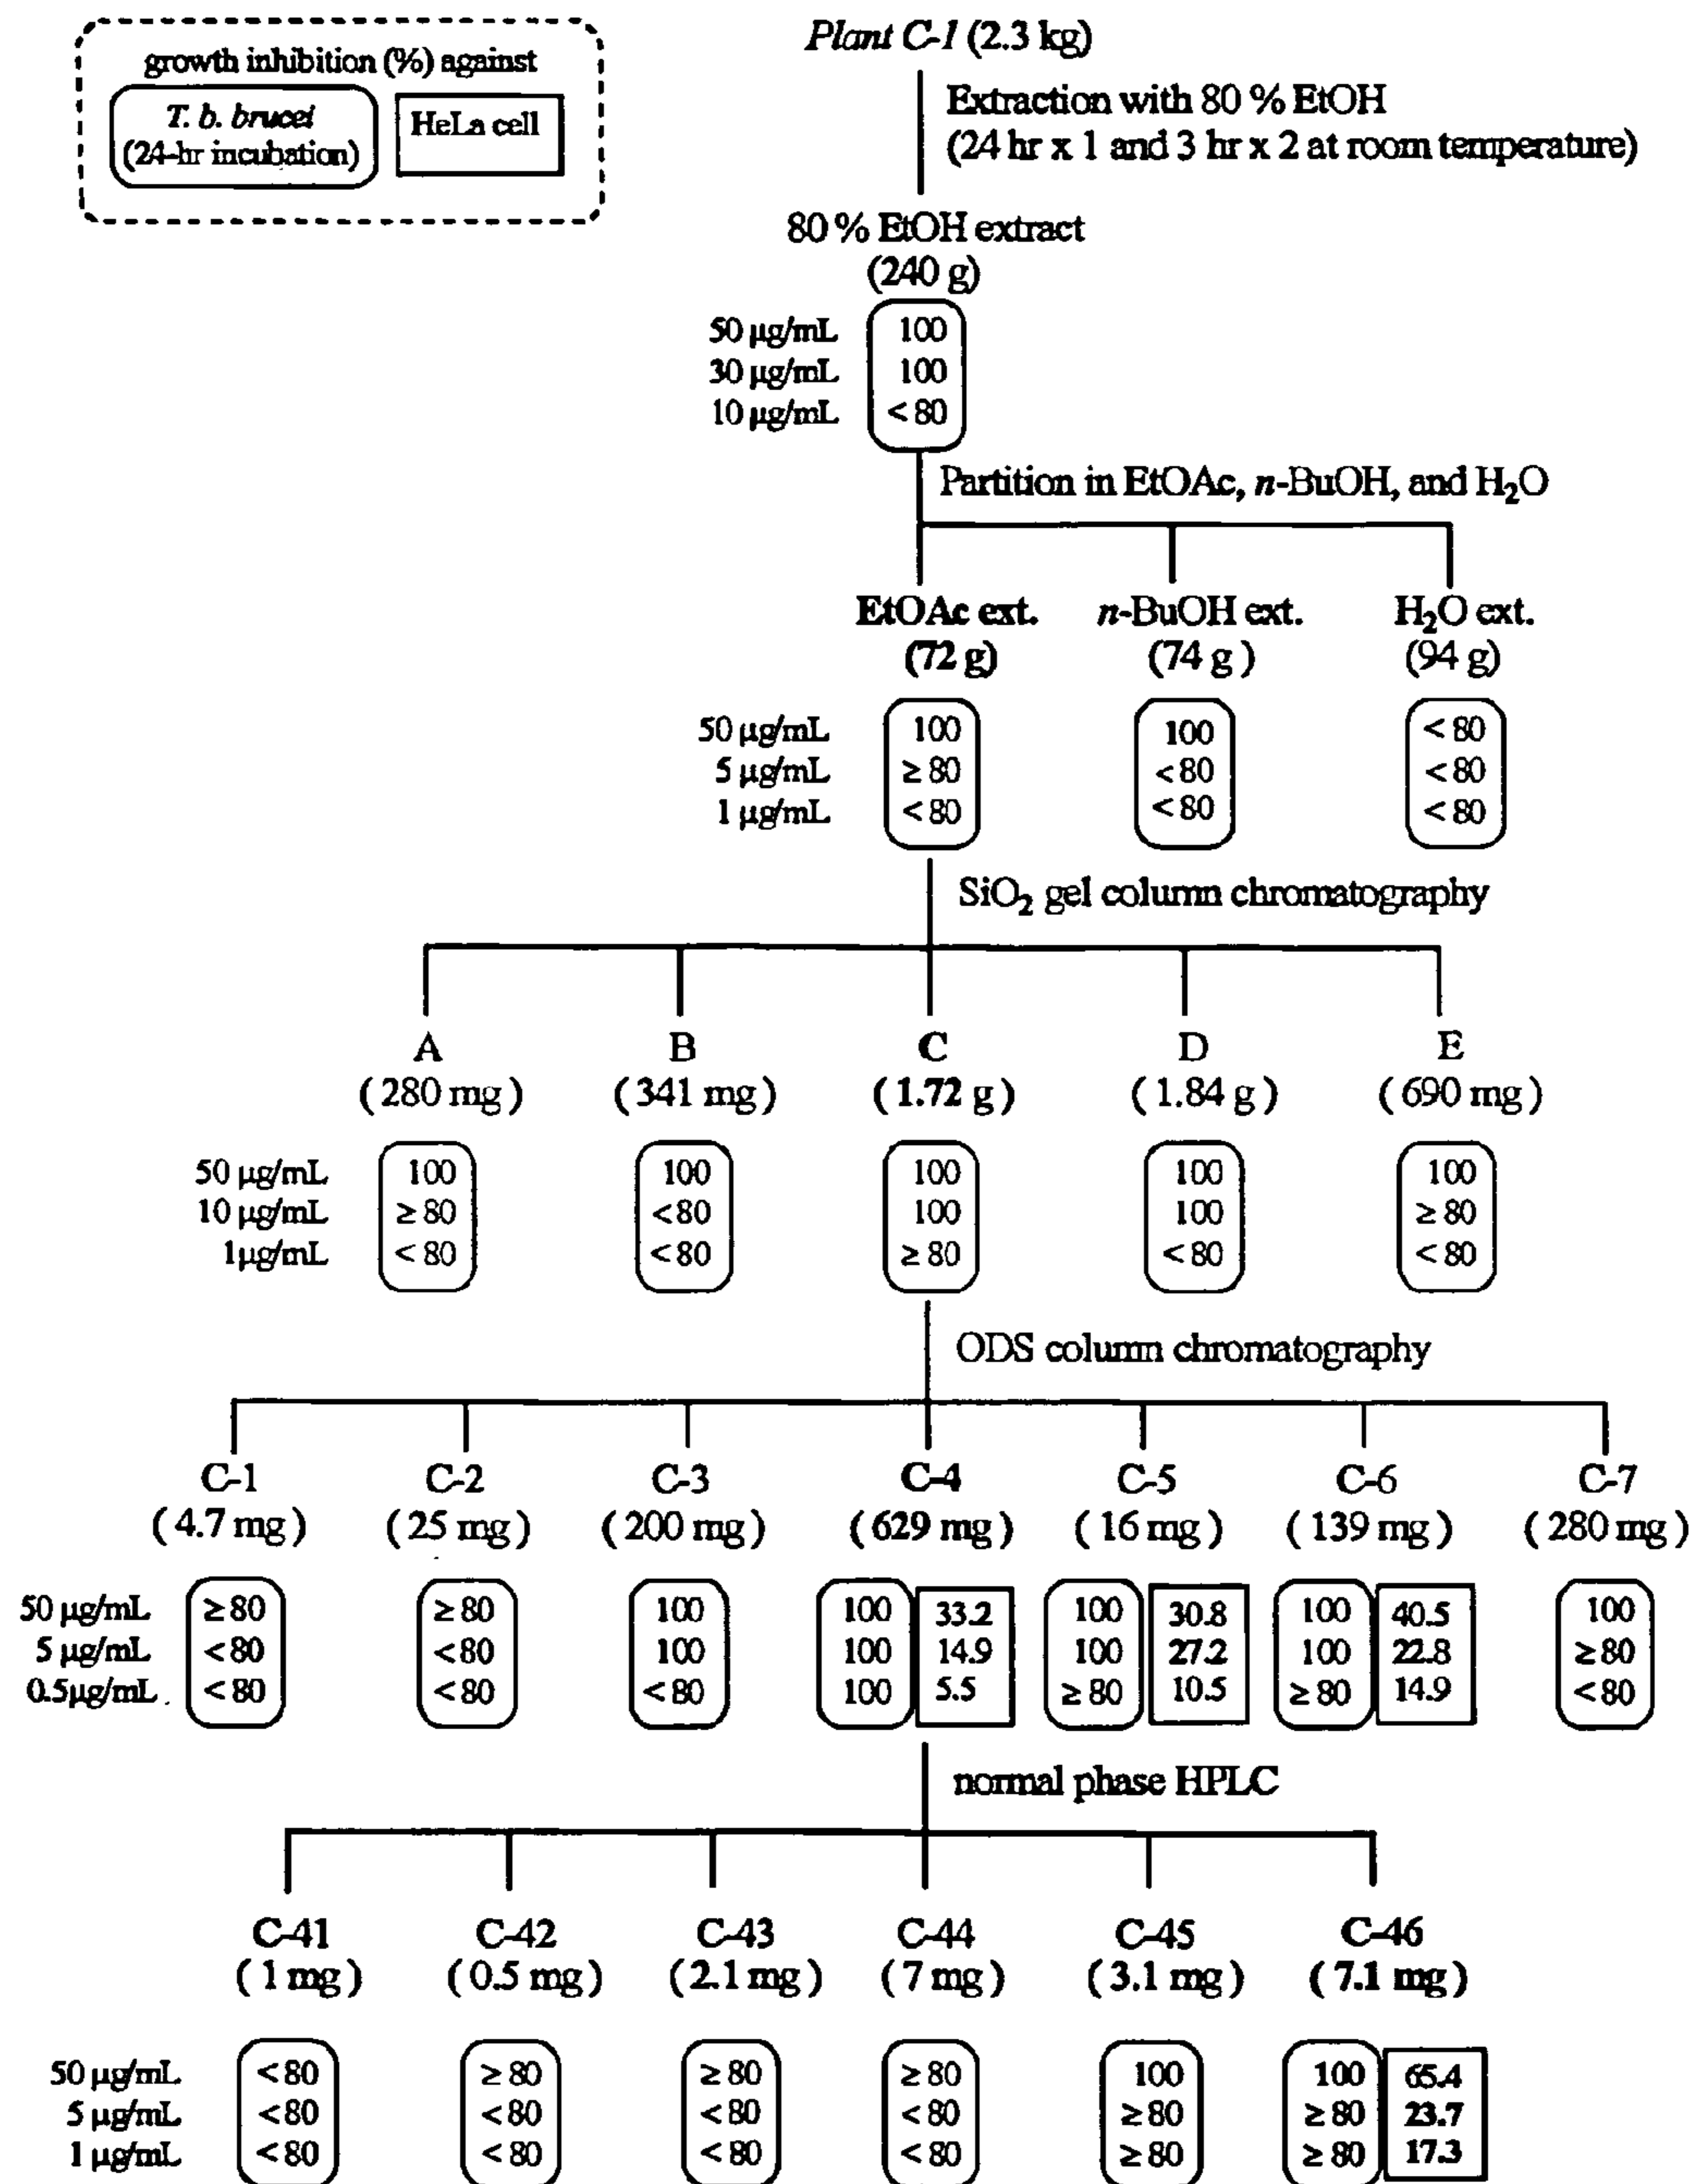 growth inhibition (%) against
T. b. brucei
(24-hr incubation)
HeLa cell
Plant C-1 (2.3 kg)
Extraction with 80 % EtOH
(24 hr x 1 and 3 hr x 2 at room temperature)
80 % EtOH extract
(240 g)
50 µg/mL 100
30 µg/mL 100
10 µg/mL < 80
Partition in EtOAc, n-BuOH, and H₂O
EtOAc ext. n-BuOH ext. H₂O ext.
(72 g) (74 g ) (94 g)
50 µg/mL 100 100 < 80
5 µg/mL ≥ 80 < 80 < 80
1 µg/mL < 80 < 80 < 80
SiO₂ gel column chromatography
A B C D E
( 280 mg ) ( 341 mg ) ( 1.72 g ) ( 1.84 g ) ( 690 mg )
50 µg/mL 100 100 100 100 100
10 µg/mL ≥ 80 < 80 100 100 ≥ 80
1µg/mL < 80 < 80 ≥ 80 < 80 < 80
ODS column chromatography
C-1 C-2 C-3 C-4 C-5 C-6 C-7
( 4.7 mg ) ( 25 mg ) ( 200 mg ) ( 629 mg ) ( 16 mg ) ( 139 mg ) ( 280 mg )
50 µg/mL ≥ 80 ≥ 80 100 100 33.2 100 30.8 100 40.5 100
5 µg/mL < 80 < 80 100 100 14.9 100 27.2 100 22.8 ≥ 80
0.5µg/mL < 80 < 80 < 80 100 5.5 ≥ 80 10.5 ≥ 80 14.9 < 80
normal phase HPLC
C-41 C-42 C-43 C-44 C-45 C-46
( 1 mg ) ( 0.5 mg ) ( 2.1 mg ) ( 7 mg ) ( 3.1 mg ) ( 7.1 mg )
50 µg/mL < 80 ≥ 80 ≥ 80 ≥ 80 100 100 65.4
5 µg/mL < 80 < 80 < 80 < 80 ≥ 80 ≥ 80 23.7
1 µg/mL < 80 < 80 < 80 < 80 ≥ 80 ≥ 80 17.3